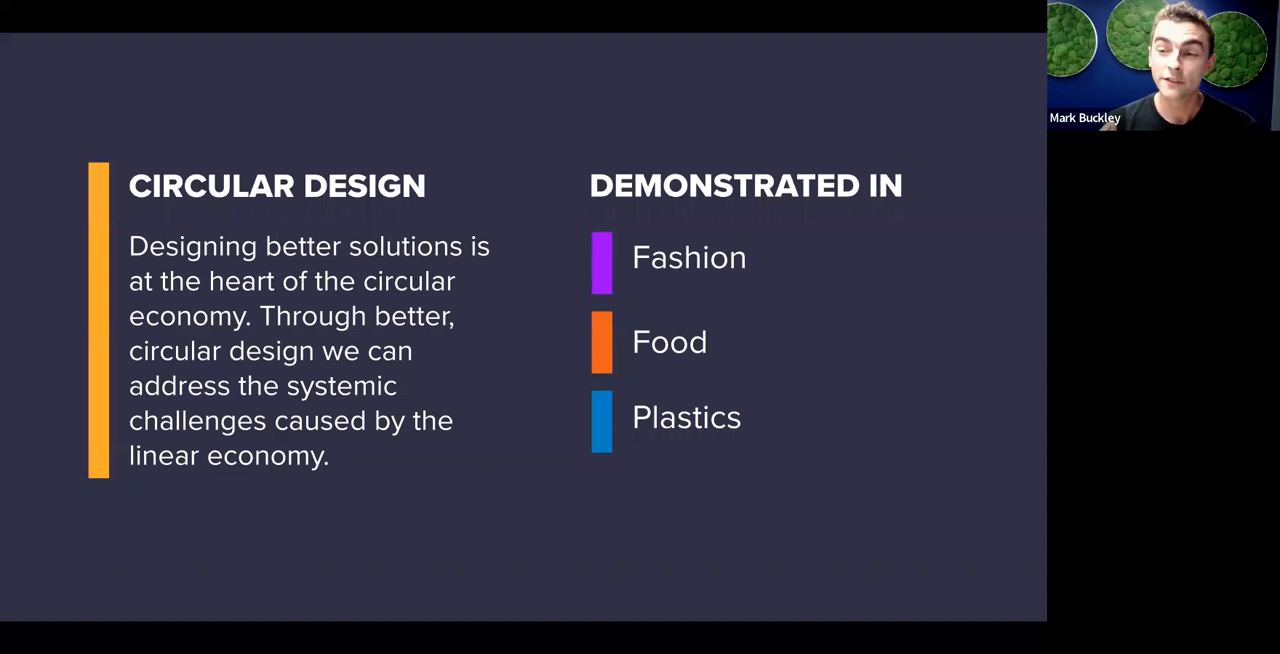 CIRCULAR DESIGN
Designing better solutions is
at the heart of the circular
economy. Through better,
circular design we can
address the systemic
challenges caused by the
linear economy.
DEMONSTRATED IN
Fashion
Food
Plastics
Mark Buckley